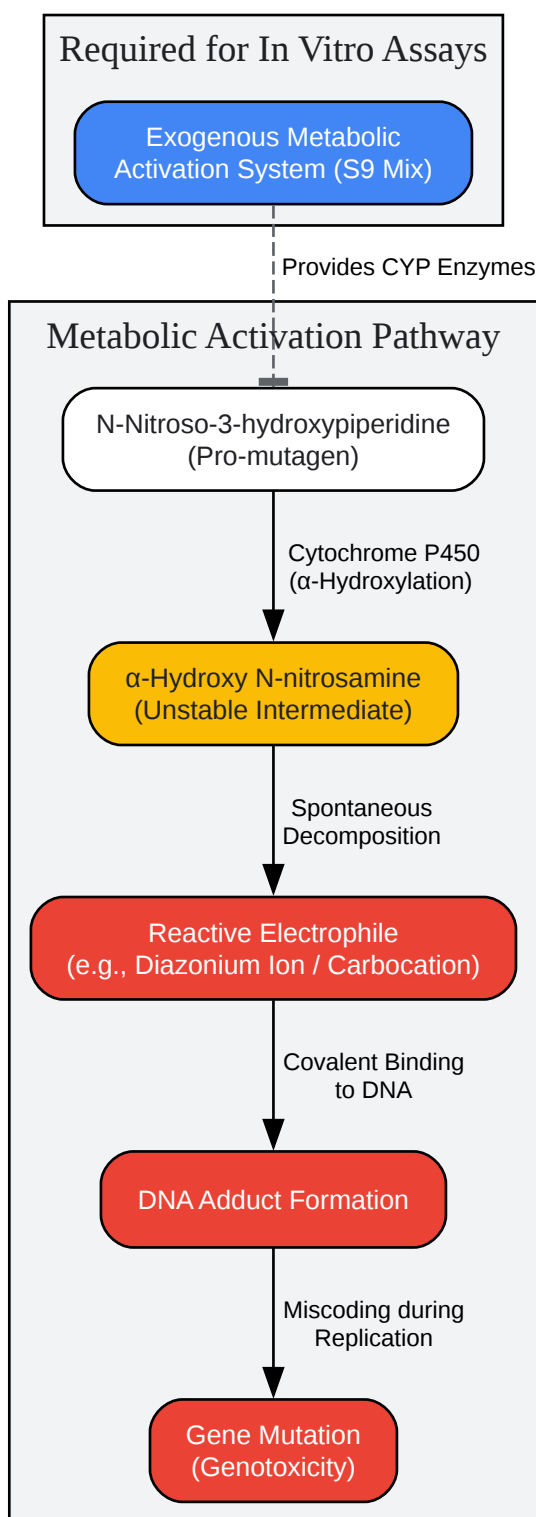 Required for In Vitro Assays
Exogenous Metabolic
Activation System (S9 Mix)
Provides CYP Enzymes
Metabolic Activation Pathway
N-Nitroso-3-hydroxypiperidine
(Pro-mutagen)
Cytochrome P450
(α-Hydroxylation)
α-Hydroxy N-nitrosamine
(Unstable Intermediate)
Spontaneous
Decomposition
Reactive Electrophile
(e.g., Diazonium Ion / Carbocation)
Covalent Binding
to DNA
DNA Adduct Formation
Miscoding during
Replication
Gene Mutation
(Genotoxicity)